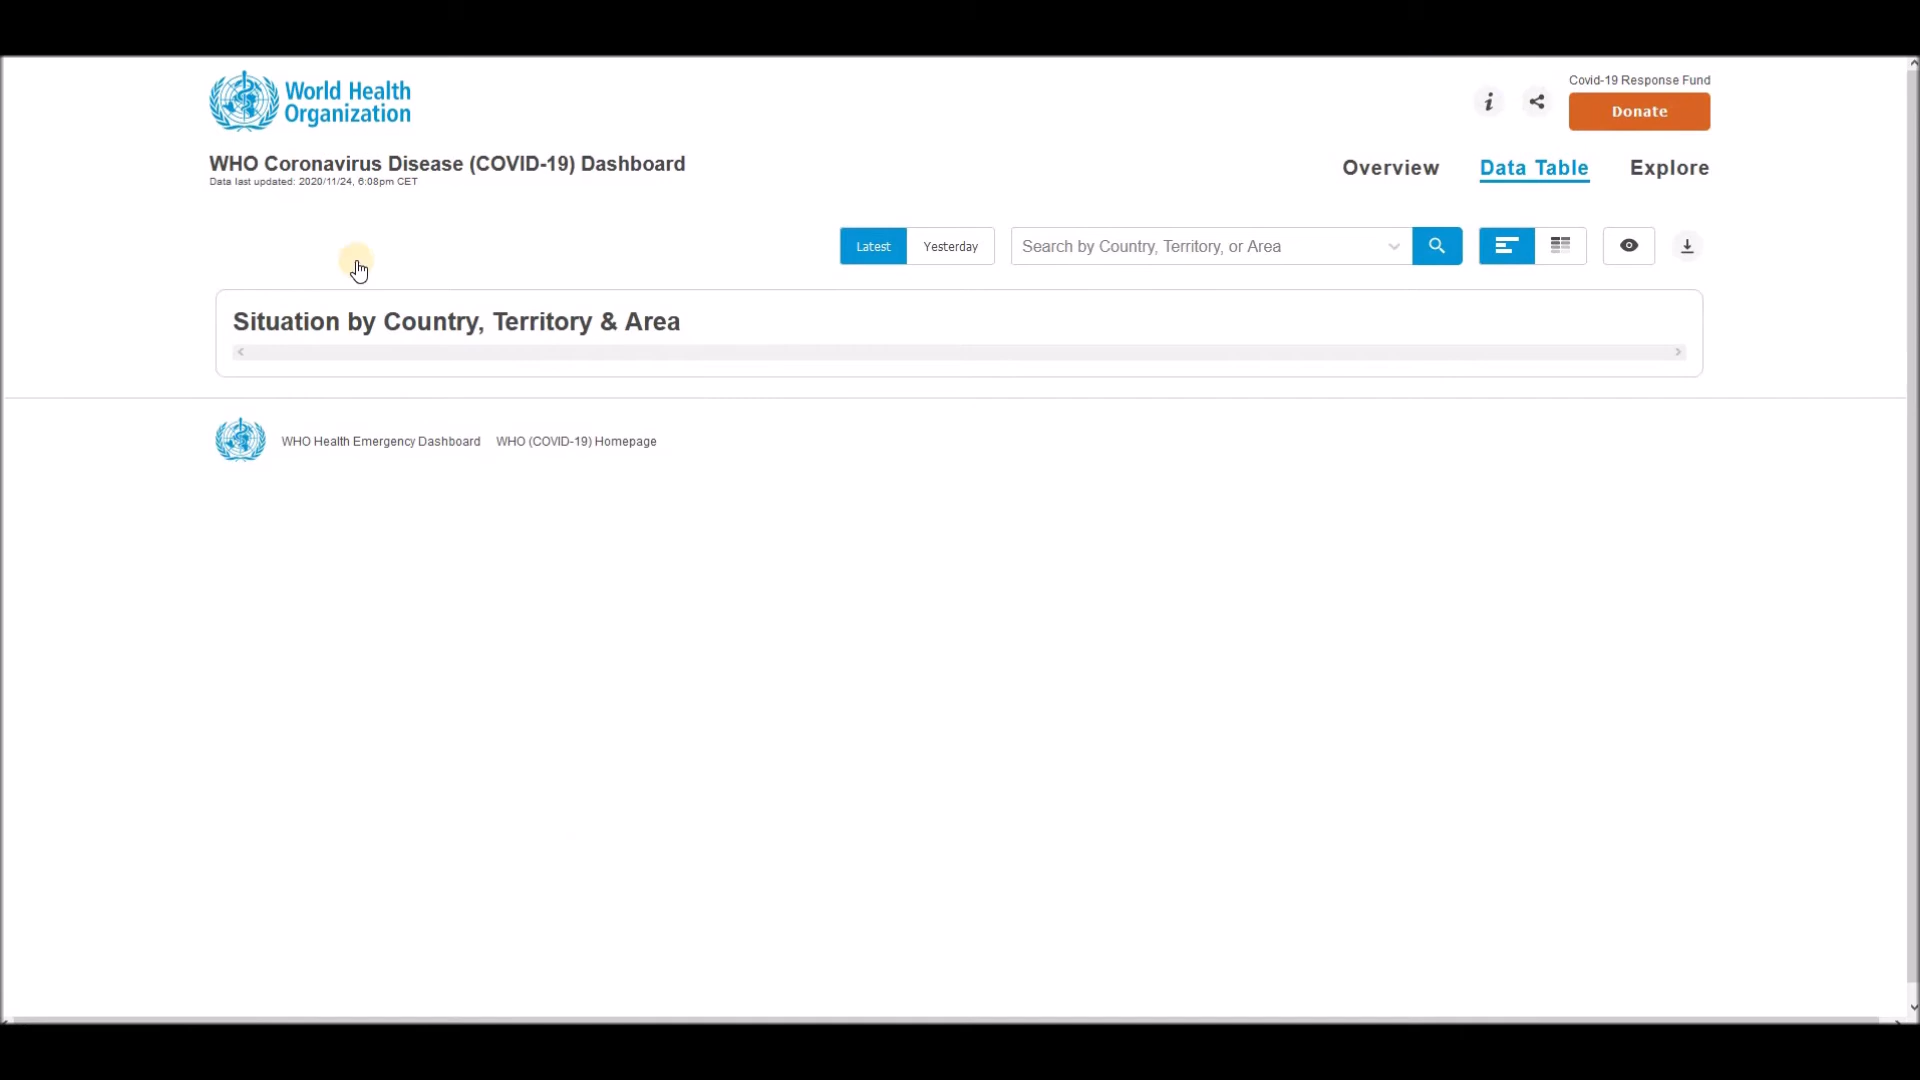 World Health
Organization
Covid-19 Response Fund
Donate
WHO Coronavirus Disease (COVID-19) Dashboard
Data last updated: 2020/11/24, 6:08pm CET
Overview
Data Table
Explore
Latest
Yesterday
Search by Country, Territory, or Area
Situation by Country, Territory & Area
WHO Health Emergency Dashboard
WHO (COVID-19) Homepage